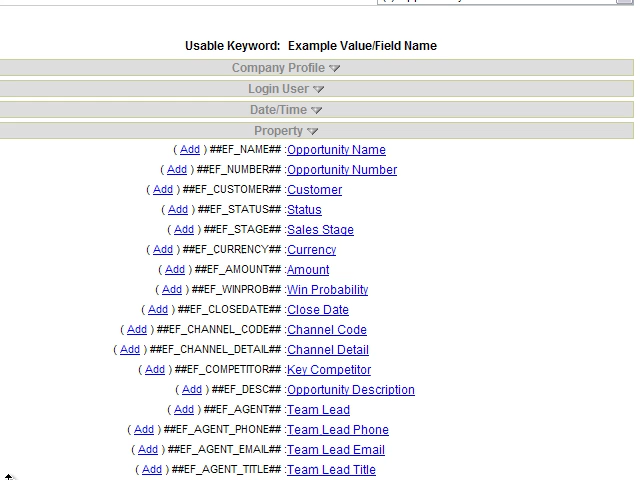 Usable Keyword: Example Value/Field Name
Company Profile
Login User
Date/Time
Property
( Add ) ##EF_NAME## :Opportunity Name
( Add ) ##EF_NUMBER## :Opportunity Number
( Add ) ##EF_CUSTOMER## :Customer
( Add ) ##EF_STATUS## :Status
( Add ) ##EF_STAGE## :Sales Stage
( Add ) ##EF_CURRENCY## :Currency
( Add ) ##EF_AMOUNT## :Amount
( Add ) ##EF_WINPROB## :Win Probability
( Add ) ##EF_CLOSEDATE## :Close Date
( Add ) ##EF_CHANNEL_CODE## :Channel Code
( Add ) ##EF_CHANNEL_DETAIL## :Channel Detail
( Add ) ##EF_COMPETITOR## :Key Competitor
( Add ) ##EF_DESC## :Opportunity Description
( Add ) ##EF_AGENT## :Team Lead
( Add ) ##EF_AGENT_PHONE## :Team Lead Phone
( Add ) ##EF_AGENT_EMAIL## :Team Lead Email
( Add ) ##EF_AGENT_TITLE## :Team Lead Title